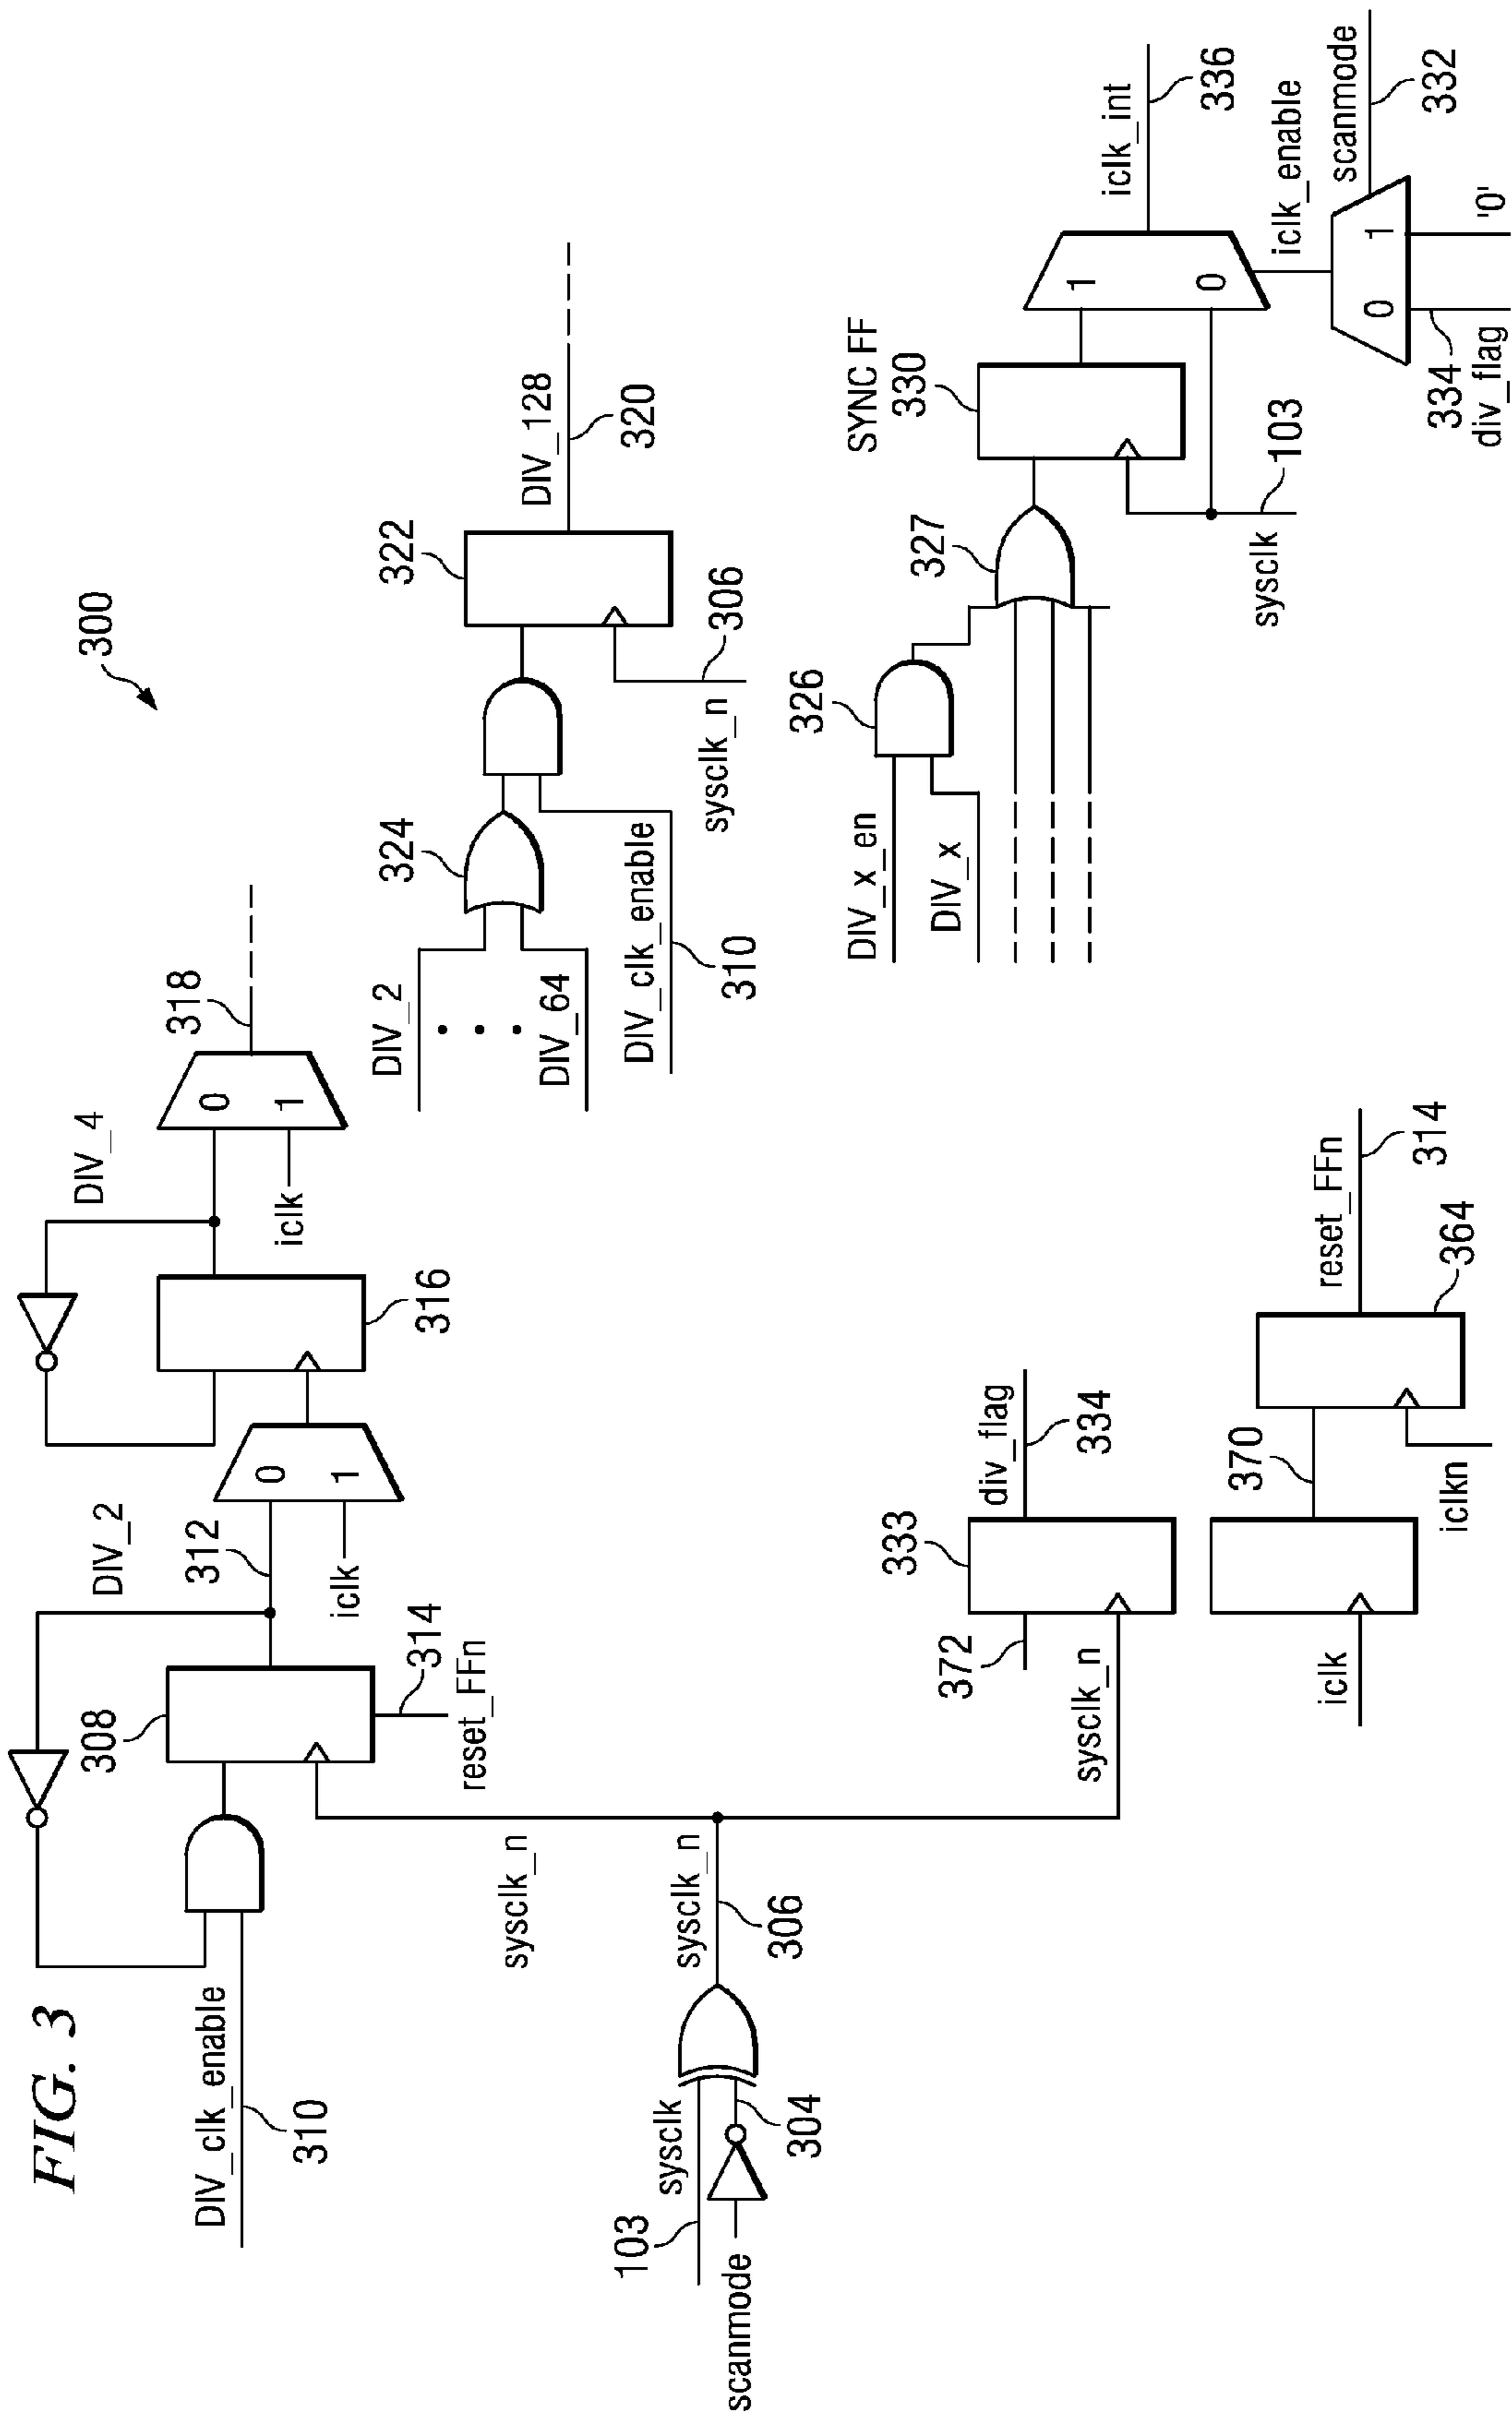 FIG. 3
300
DIV_clk_enable
310
308
reset_FFn
314
DIV_2
312
0
1
iclk
316
DIV_4
0
1
iclk
318
DIV_2
DIV_64
324
DIV_clk_enable
310
322
sysclk_n
306
DIV_128
320
sysclk_n
103
sysclk
scanmode
304
sysclk_n
306
sysclk_n
372
333
div_flag
334
iclk
370
iclkn
364
reset_FFn
314
DIV_x_en
DIV_x
326
327
SYNC FF
330
sysclk
103
1
0
iclk_int
336
iclk_enable
scanmode
332
0
1
334
div_flag
'0'